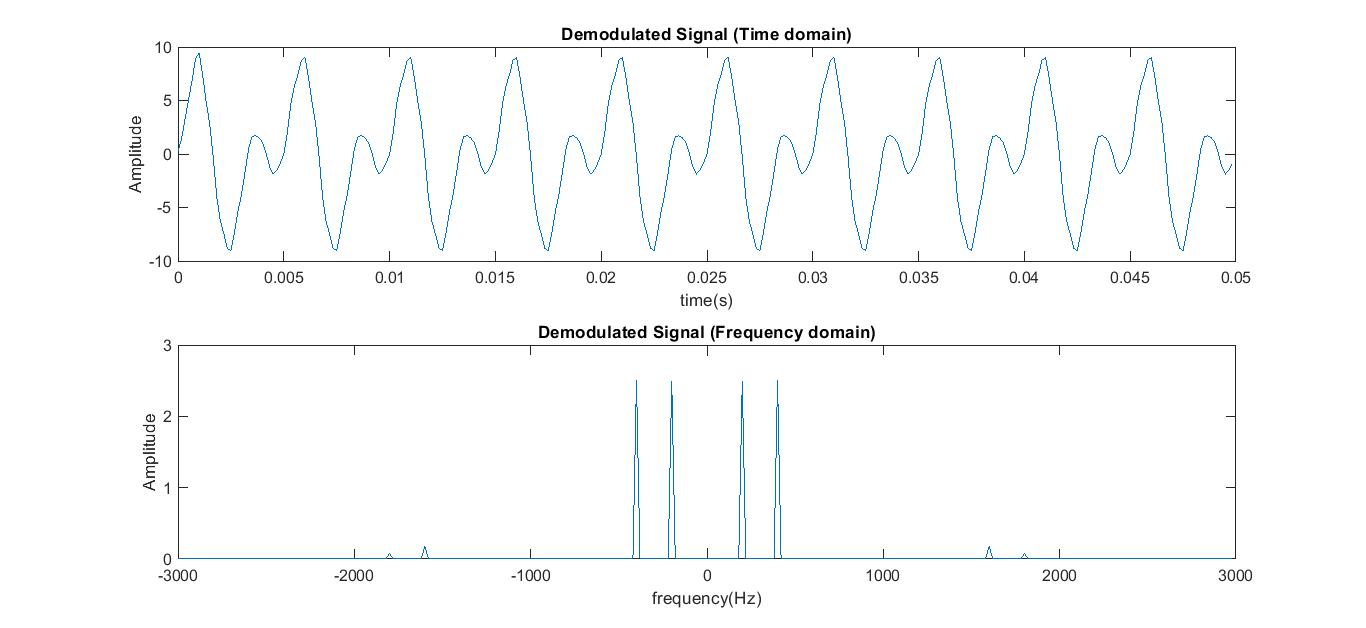 Demodulated Signal (Time domain)
10
5
0
-5
-10
Amplitude
0 0.005 0.01 0.015 0.02 0.025 0.03 0.035 0.04 0.045 0.05
time(s)
Demodulated Signal (Frequency domain)
3
2
1
0
Amplitude
-3000 -2000 -1000 0 1000 2000 3000
frequency(Hz)